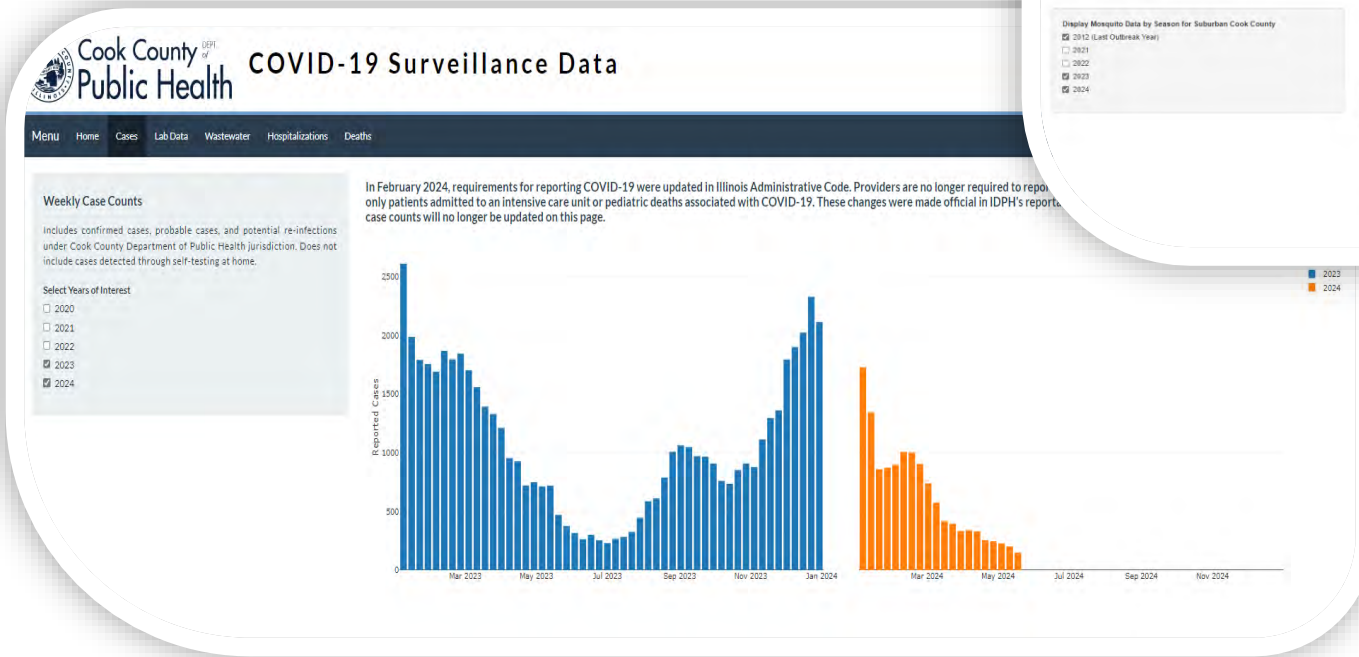 Display Mosquito Data by Season for Suburban Cook County
2012 (Last Outbreak Year)
2021
2022
2023
2024
Cook County DEPT. of
Public Health
COVID-19 Surveillance Data
Menu Home Cases Lab Data Wastewater Hospitalizations Deaths
Weekly Case Counts
Includes confirmed cases, probable cases, and potential re-infections
under Cook County Department of Public Health jurisdiction. Does not
include cases detected through self-testing at home.
Select Years of Interest
2020
2021
2022
2023
2024
In February 2024, requirements for reporting COVID-19 were updated in Illinois Administrative Code. Providers are no longer required to repo
only patients admitted to an intensive care unit or pediatric deaths associated with COVID-19. These changes were made official in IDPH's report
case counts will no longer be updated on this page.
2023
2024
Reported Cases
2500
2000
1500
1000
500
0
Mar 2023 May 2023 Jul 2023 Sep 2023 Nov 2023 Jan 2024 Mar 2024 May 2024 Jul 2024 Sep 2024 Nov 2024